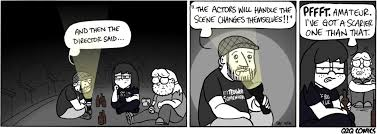 AND THEN THE
DIRECTOR SAID...
"THE ACTORS WILL HANDLE THE
SCENE CHANGES THEMSELVES!!"
PFFFT. AMATEUR.
I'VE GOT A SCARIER
ONE THAN THAT.
Q2Q COMICS